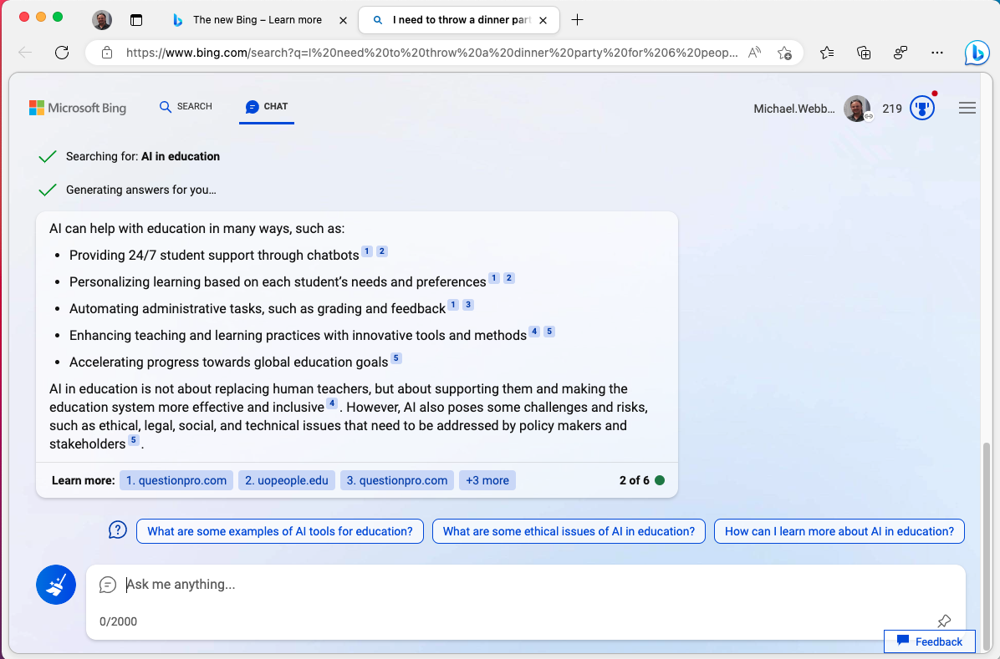 The new Bing – Learn more
I need to throw a dinner part
https://www.bing.com/search?q=I%20need%20to%20throw%20a%20dinner%20party%20for%206%20peop...
Microsoft Bing
SEARCH
CHAT
Michael.Webb...
219
Searching for: AI in education
Generating answers for you...
AI can help with education in many ways, such as:
• Providing 24/7 student support through chatbots 1 2
• Personalizing learning based on each student’s needs and preferences 1 2
• Automating administrative tasks, such as grading and feedback 1 3
• Enhancing teaching and learning practices with innovative tools and methods 4 5
• Accelerating progress towards global education goals 5
AI in education is not about replacing human teachers, but about supporting them and making the
education system more effective and inclusive 4 . However, AI also poses some challenges and risks,
such as ethical, legal, social, and technical issues that need to be addressed by policy makers and
stakeholders 5 .
Learn more: 1. questionpro.com 2. uopeople.edu 3. questionpro.com +3 more 2 of 6
What are some examples of AI tools for education? What are some ethical issues of AI in education? How can I learn more about AI in education?
Ask me anything...
0/2000
Feedback